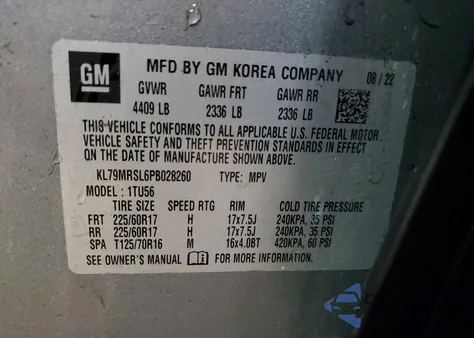 GM
MFD BY GM KOREA COMPANY 08/22
GVWR GAWR FRT GAWR RR
4409 LB 2336 LB 2336 LB
THIS VEHICLE CONFORMS TO ALL APPLICABLE U.S. FEDERAL MOTOR
VEHICLE SAFETY AND THEFT PREVENTION STANDARDS IN EFFECT
ON THE DATE OF MANUFACTURE SHOWN ABOVE.
KL79MRSL6PB028260 TYPE: MPV
MODEL: 1TU56
TIRE SIZE SPEED RTG RIM COLD TIRE PRESSURE
FRT 225/60R17 H 17x7.5J 240KPA, 35 PSI
RR 225/60R17 H 17x7.5J 240KPA, 35 PSI
SPA T125/70R16 M 16x4.0BT 420KPA, 60 PSI
SEE OWNER'S MANUAL FOR MORE INFORMATION.